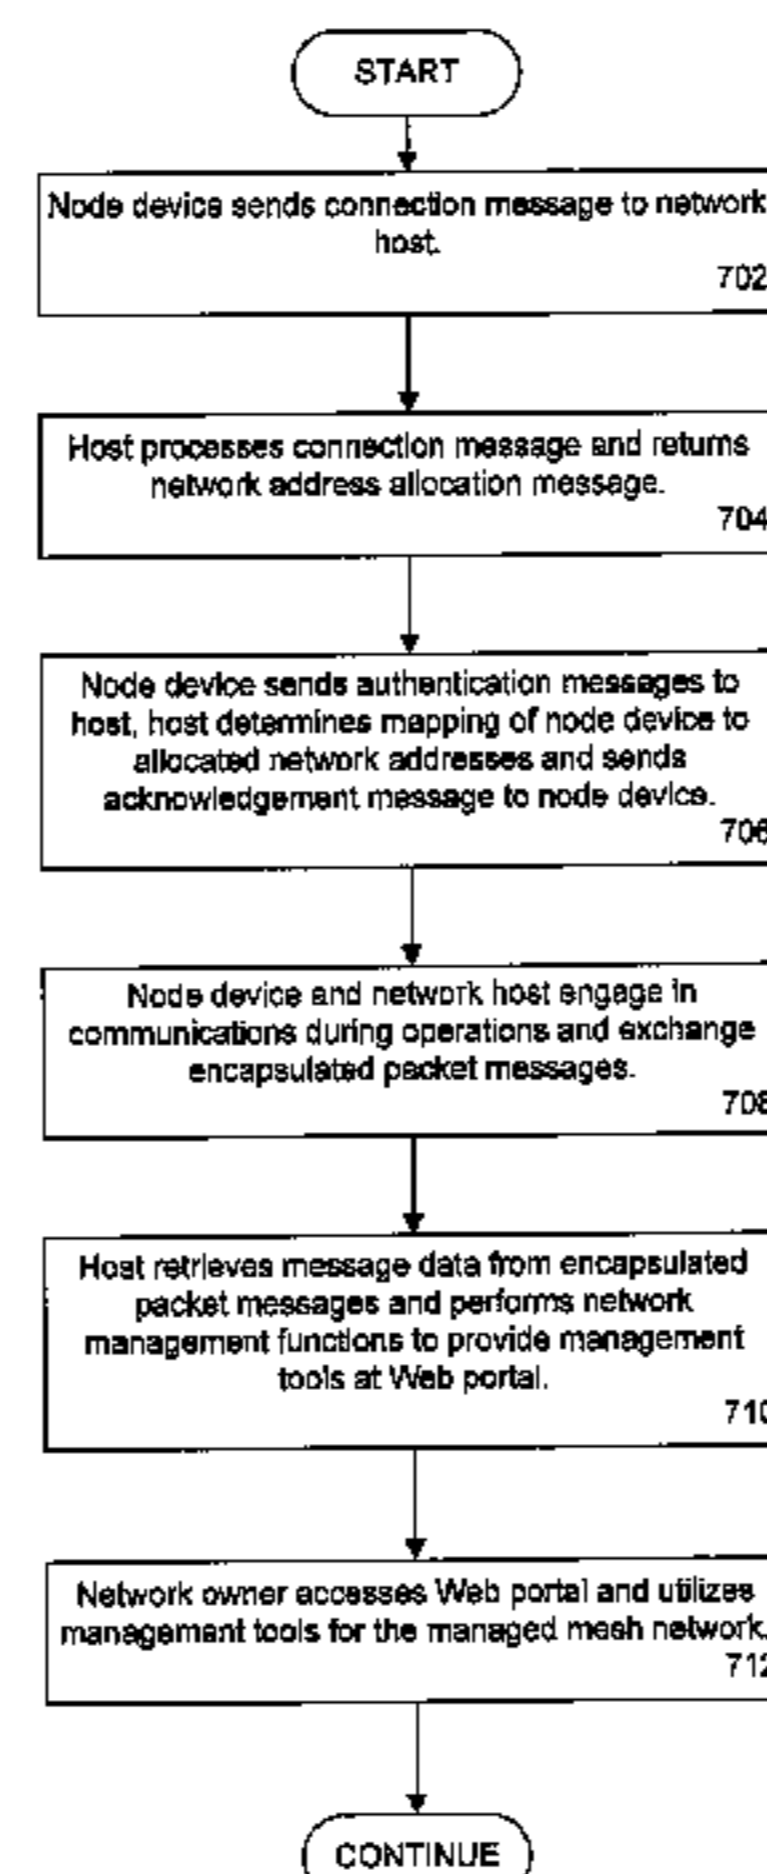 START
Node device sends connection message to network
host.
702
Host processes connection message and returns
network address allocation message.
704
Node device sends authentication messages to
host, host determines mapping of node device to
allocated network addresses and sends
acknowledgement message to node device.
706
Node device and network host engage in
communications during operations and exchange
encapsulated packet messages.
708
Host retrieves message data from encapsulated
packet messages and performs network
management functions to provide management
tools at Web portal.
710
Network owner accesses Web portal and utilizes
management tools for the managed mesh network.
712
CONTINUE